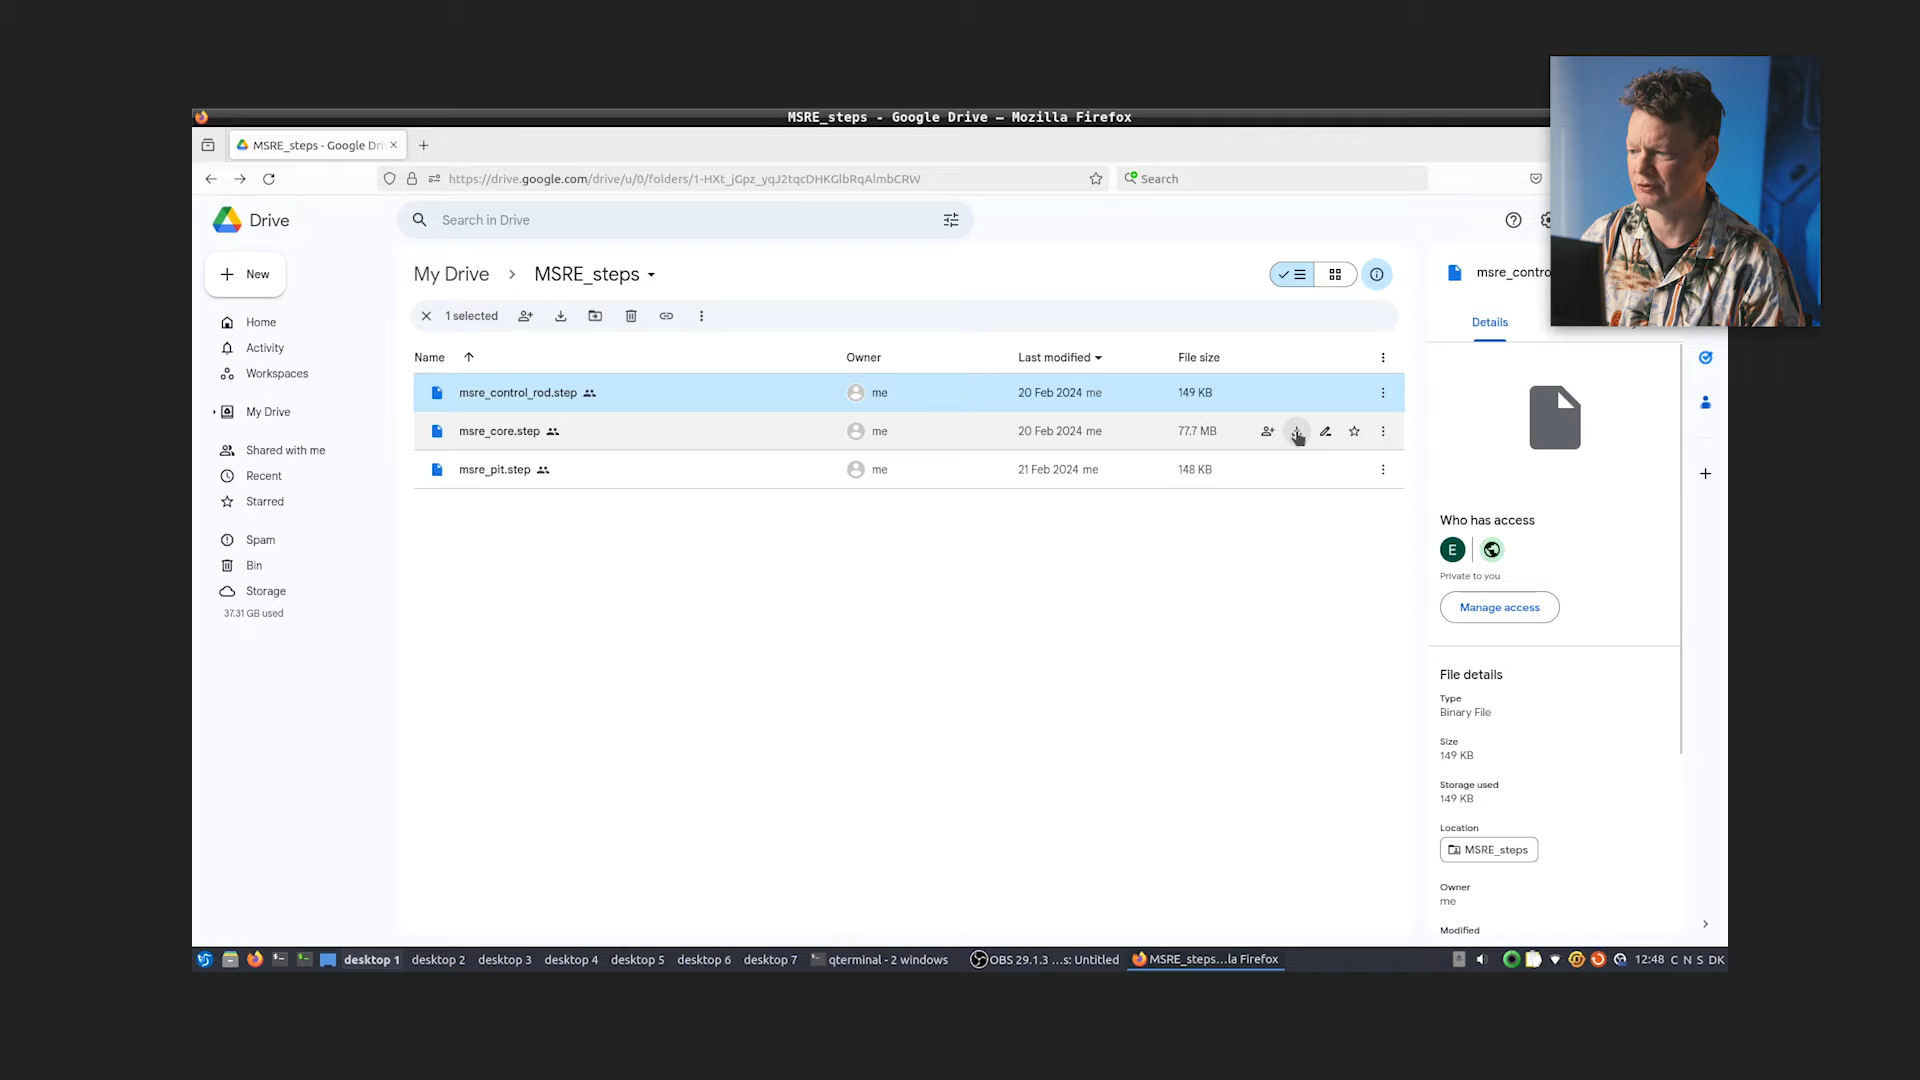 MSRE_steps - Google Drive — Mozilla Firefox
MSRE_steps - Google Dri
https://drive.google.com/drive/u/0/folders/1-HXt_jGpz_yqJ2tqcDHKGlbRqAlmbCRW
Search
Drive
Search in Drive
New
My Drive > MSRE_steps
msre_contro
1 selected
Home
Activity
Workspaces
My Drive
Shared with me
Recent
Starred
Spam
Bin
Storage
37.31 GB used
Name Owner Last modified File size
msre_control_rod.step me 20 Feb 2024 me 149 KB
msre_core.step me 20 Feb 2024 me 77.7 MB
msre_pit.step me 21 Feb 2024 me 148 KB
Details
Who has access
E
Private to you
Manage access
File details
Type
Binary File
Size
149 KB
Storage used
149 KB
Location
MSRE_steps
Owner
me
Modified
desktop 1 desktop 2 desktop 3 desktop 4 desktop 5 desktop 6 desktop 7 qterminal - 2 windows OBS 29.1.3 ...s: Untitled MSRE_steps...la Firefox 12:48 C N S DK